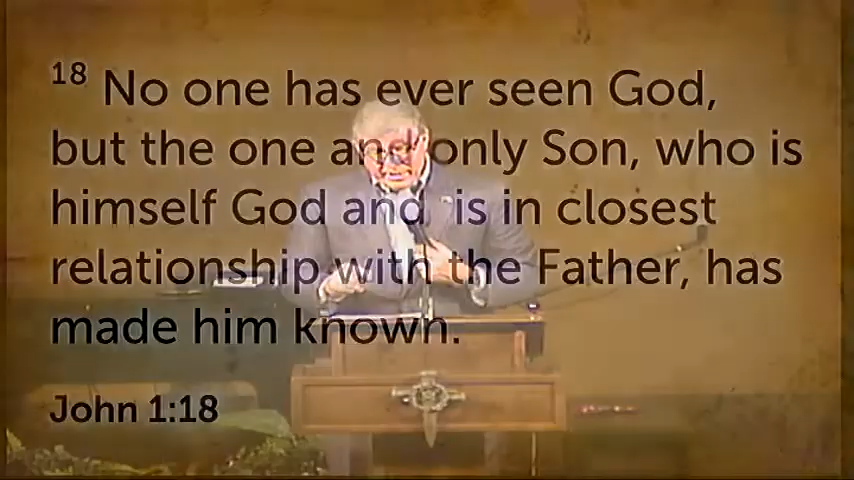 18 No one has ever seen God,
but the one and only Son, who is
himself God and is in closest
relationship with the Father, has
made him known.
John 1:18